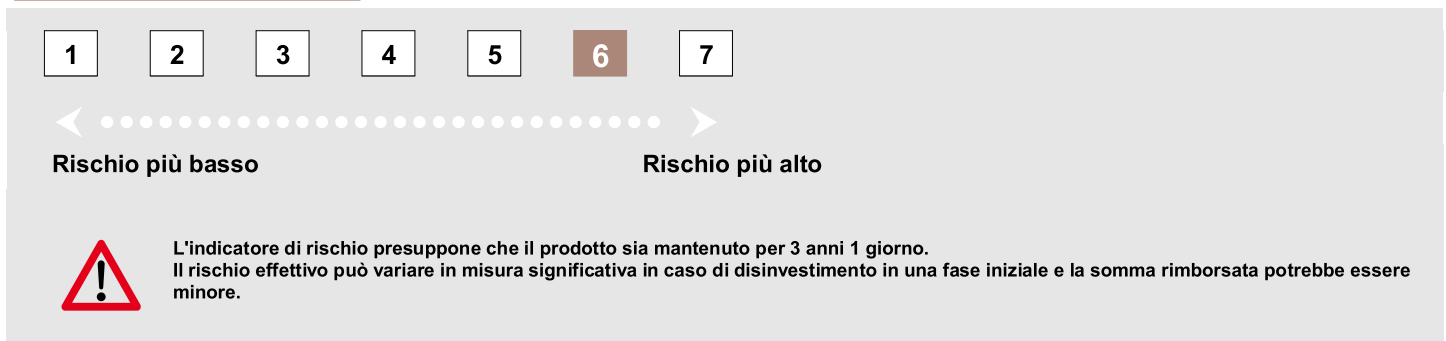 1 2 3 4 5 6 7
Rischio più basso Rischio più alto
L'indicatore di rischio presuppone che il prodotto sia mantenuto per 3 anni 1 giorno.
Il rischio effettivo può variare in misura significativa in caso di disinvestimento in una fase iniziale e la somma rimborsata potrebbe essere
minore.